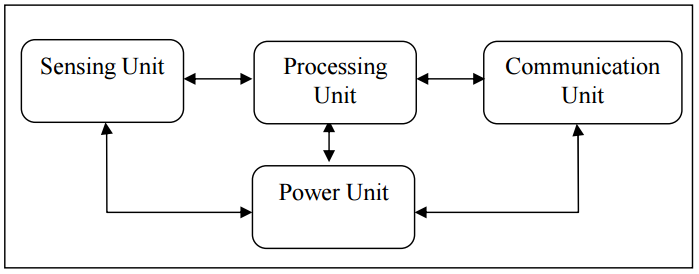 Sensing Unit
Processing
Unit
Communication
Unit
Power Unit